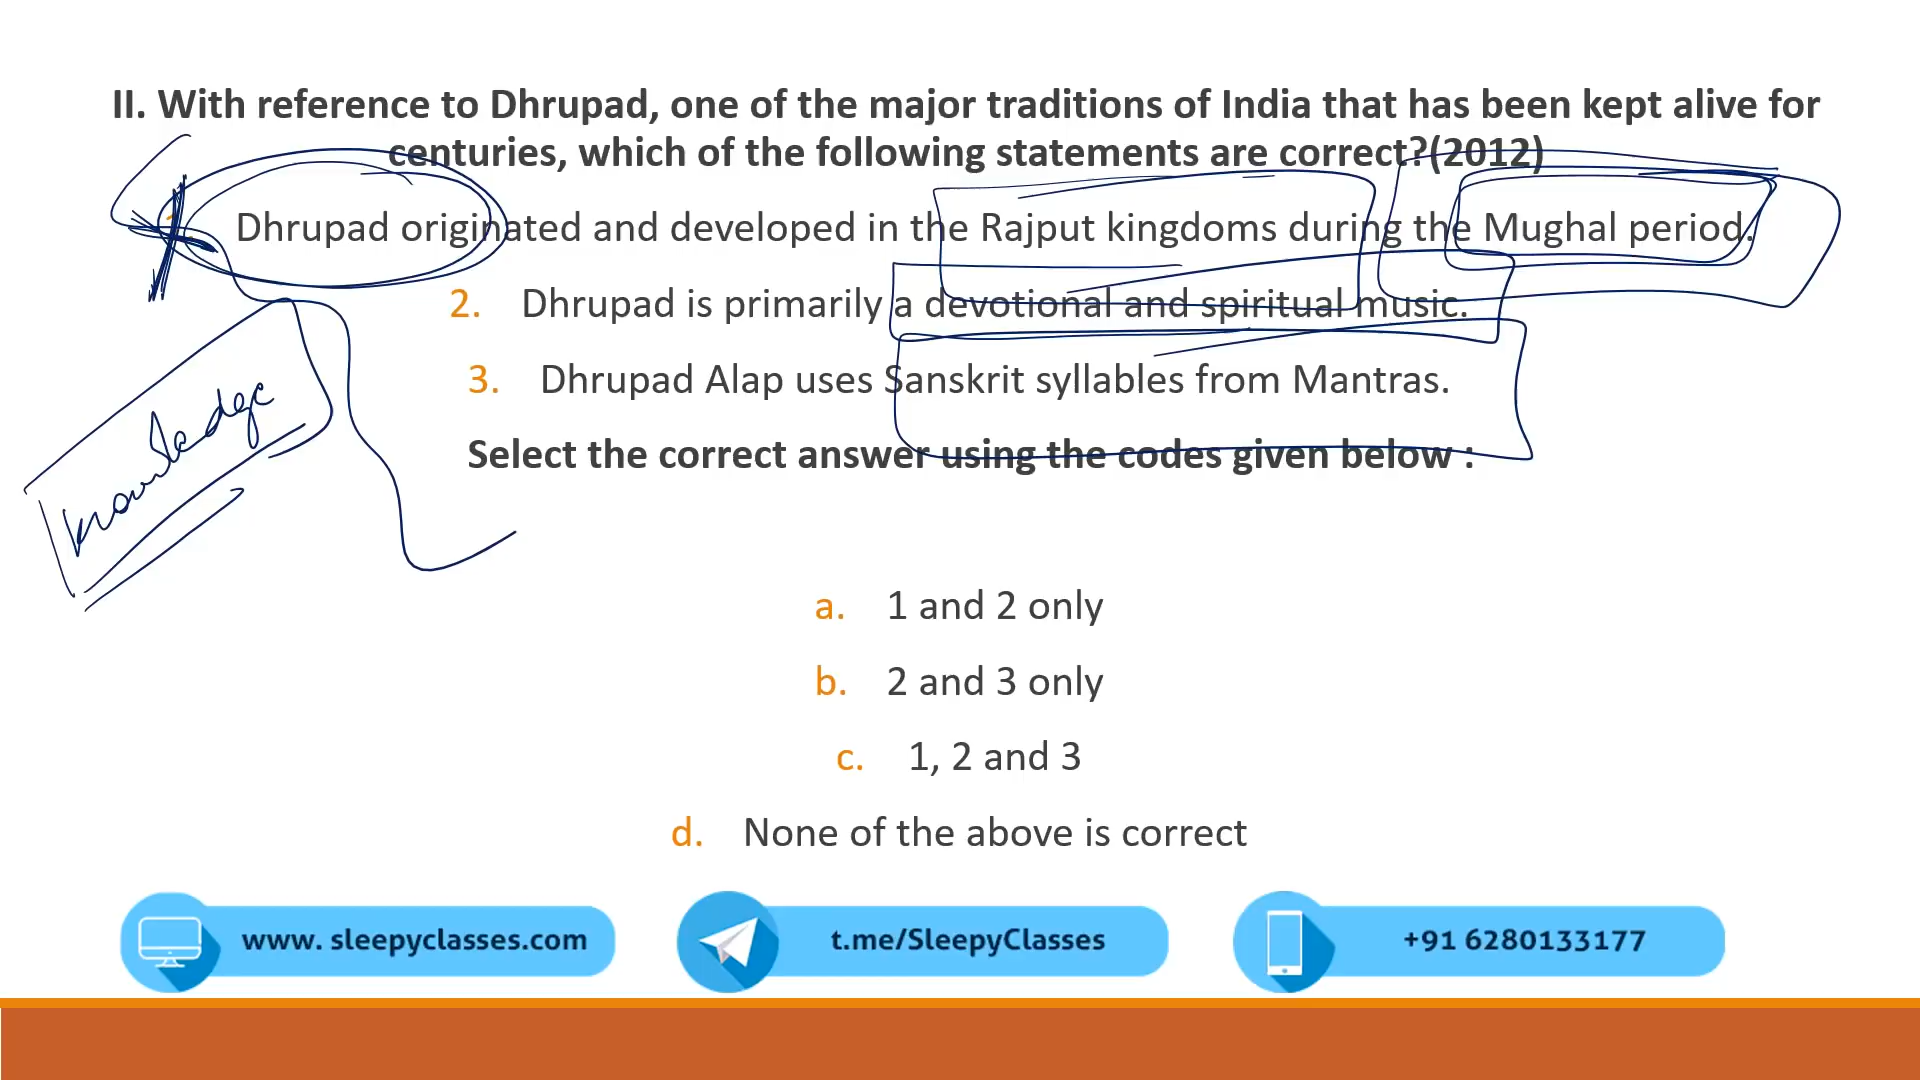 II. With reference to Dhrupad, one of the major traditions of India that has been kept alive for
centuries, which of the following statements are correct?(2012)
Dhrupad originated and developed in the Rajput kingdoms during the Mughal period.
2. Dhrupad is primarily a devotional and spiritual music.
3. Dhrupad Alap uses Sanskrit syllables from Mantras.
knowledge
Select the correct answer using the codes given below :
a. 1 and 2 only
b. 2 and 3 only
c. 1, 2 and 3
d. None of the above is correct
www. sleepyclasses.com
t.me/SleepyClasses
+91 6280133177